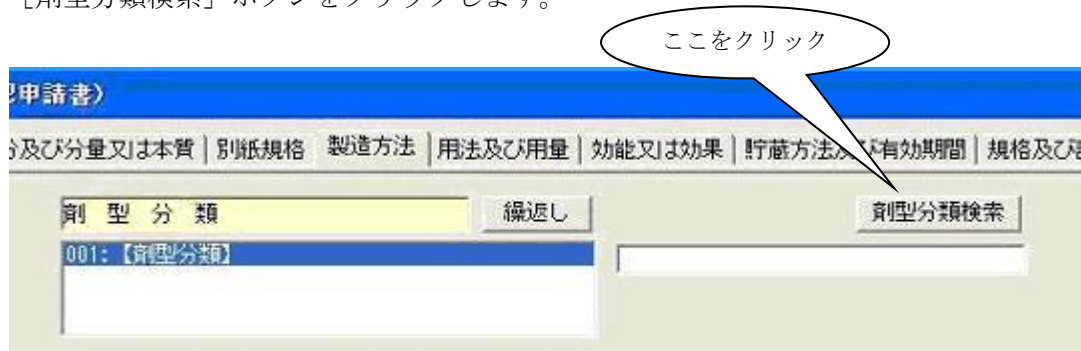 ［剤型分類検索］ボタンをクリックします。
ここをクリック
申請書〉
及び分量又は本質 別紙規格 製造方法 用法及び用量 効能又は効果 貯蔵方法及び有効期間 規格及び
剤 型 分 類 繰返し 剤型分類検索
001:【剤型分類】